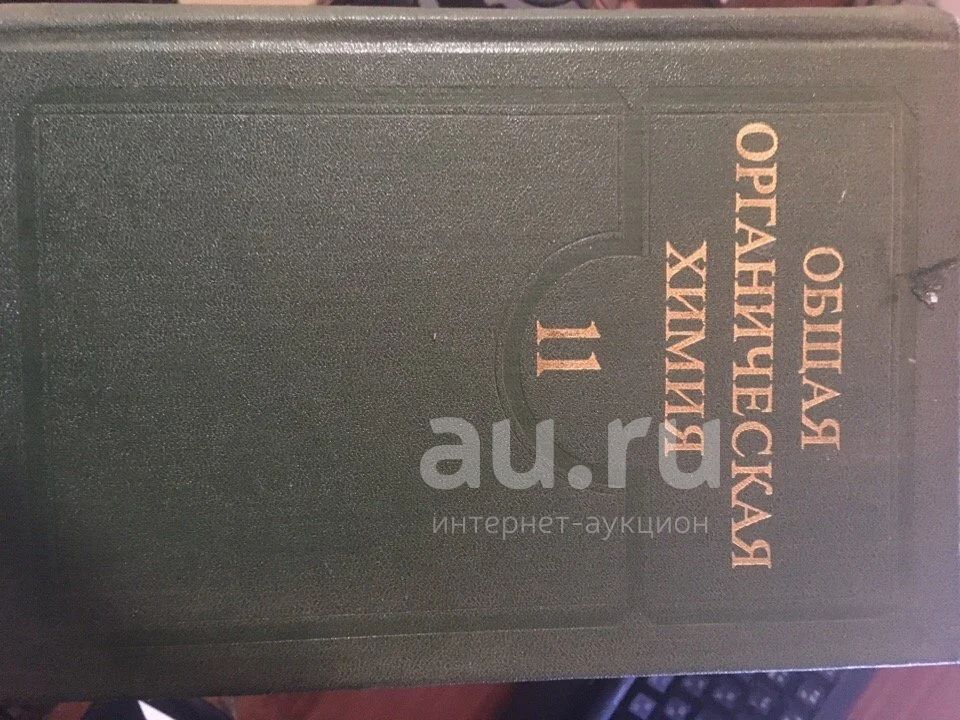 ОБЩАЯ
ОРГАНИЧЕСКАЯ
ХИМИЯ
11
au.ru
интернет-аукцион